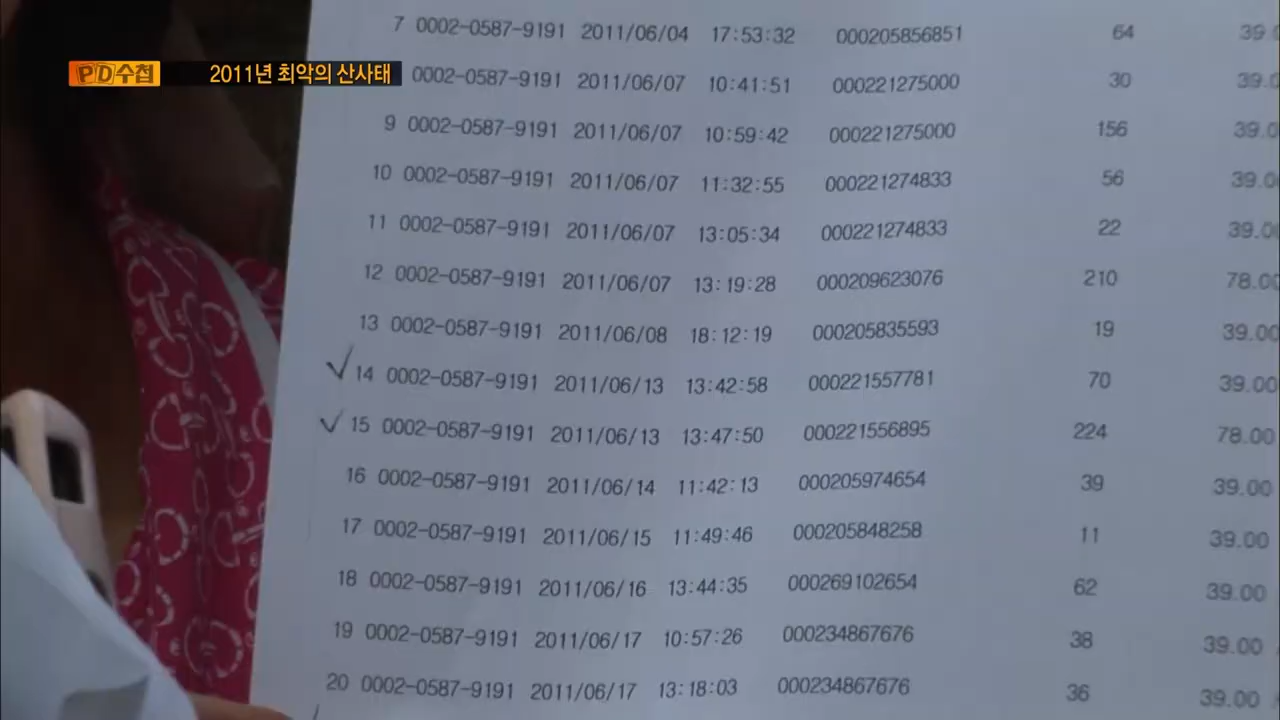 PD수첩 2011년 최악의 산사태
7 0002-0587-9191 2011/06/04 17:53:32 000205856851 64 39
0002-0587-9191 2011/06/07 10:41:51 000221275000 30 39.0
9 0002-0587-9191 2011/06/07 10:59:42 000221275000 156 39.0
10 0002-0587-9191 2011/06/07 11:32:55 000221274833 56 39.0
11 0002-0587-9191 2011/06/07 13:05:34 000221274833 22 39.0
12 0002-0587-9191 2011/06/07 13:19:28 000209623076 210 78.00
13 0002-0587-9191 2011/06/08 18:12:19 000205835593 19 39.00
14 0002-0587-9191 2011/06/13 13:42:58 000221557781 70 39.00
15 0002-0587-9191 2011/06/13 13:47:50 000221556895 224 78.00
16 0002-0587-9191 2011/06/14 11:42:13 000205974654 39 39.00
17 0002-0587-9191 2011/06/15 11:49:46 000205848258 11 39.00
18 0002-0587-9191 2011/06/16 13:44:35 000269102654 62 39.00
19 0002-0587-9191 2011/06/17 10:57:26 000234867676 38 39.00
20 0002-0587-9191 2011/06/17 13:18:03 000234867676 36 39.00